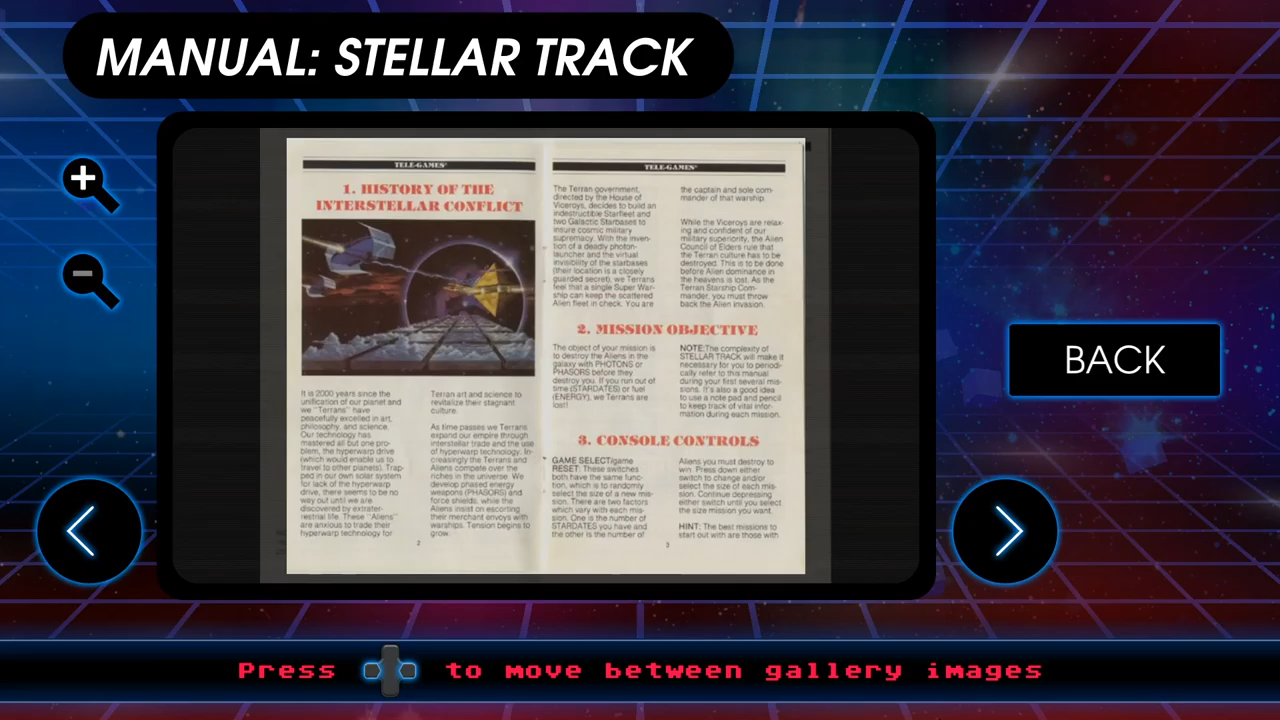 MANUAL: STELLAR TRACK
TELE-GAMES®
1. HISTORY OF THE
INTERSTELLAR CONFLICT
It is 2000 years since the
unification of our planet and
we "Terrans" have
peacefully excelled in art,
philosophy, and science.
Our technology has
mastered all but one pro-
blem, the hyperwarp drive
(which would enable us to
travel to other planets). Trap-
ped in our own solar system
for lack of the hyperwarp
drive, there seems to be no
way out until we are
discovered by extrater-
restrial life. These "Aliens"
are anxious to trade their
hyperwarp technology for
Terran art and science to
revitalize their stagnant
culture.
As time passes we Terrans
expand our empire through
interstellar trade and the use
of hyperwarp technology. In-
creasingly the Terrans and
Aliens compete over the
riches in the universe. We
develop phased energy
weapons (PHASORS) and
force shields, while the
Aliens insist on escorting
their merchant envoys with
warships. Tension begins to
grow.
2
TELE-GAMES®
The Terran government,
directed by the House of
Viceroys, decides to build an
indestructible Starfleet and
two Galactic Starbases to
insure cosmic military
supremacy. With the inven-
tion of a deadly photon-
launcher and the virtual
invisibility of the starbases
(their location is a closely
guarded secret), we Terrans
feel that a single Super War-
ship can keep the scattered
Alien fleet in check. You are
the captain and sole com-
mander of that warship.
While the Viceroys are relax-
ing and confident of our
military superiority, the Alien
Council of Elders rule that
the Terran culture has to be
destroyed. This is to be done
before Alien dominance in
the heavens is lost. As the
Terran Starship Com-
mander, you must throw
back the Alien invasion.
2. MISSION OBJECTIVE
The object of your mission is
to destroy the Aliens in the
galaxy with PHOTONS or
PHASORS before they
destroy you. If you run out of
time (STARDATES) or fuel
(ENERGY), we Terrans are
lost!
NOTE: The complexity of
STELLAR TRACK will make it
necessary for you to periodi-
cally refer to this manual
during your first several mis-
sions. It's also a good idea
to use a note pad and pencil
to keep track of vital infor-
mation during each mission.
3. CONSOLE CONTROLS
GAME SELECT/game
RESET: These switches
both have the same func-
tion, which is to randomly
select the size of a new mis-
sion. There are two factors
which vary with each mis-
sion. One is the number of
STARDATES you have and
the other is the number of
Aliens you must destroy to
win. Press down either
switch to change and/or
select the size of each mis-
sion. Continue depressing
either switch until you select
the size mission you want.
HINT: The best missions to
start out with are those with
3
BACK
Press to move between gallery images